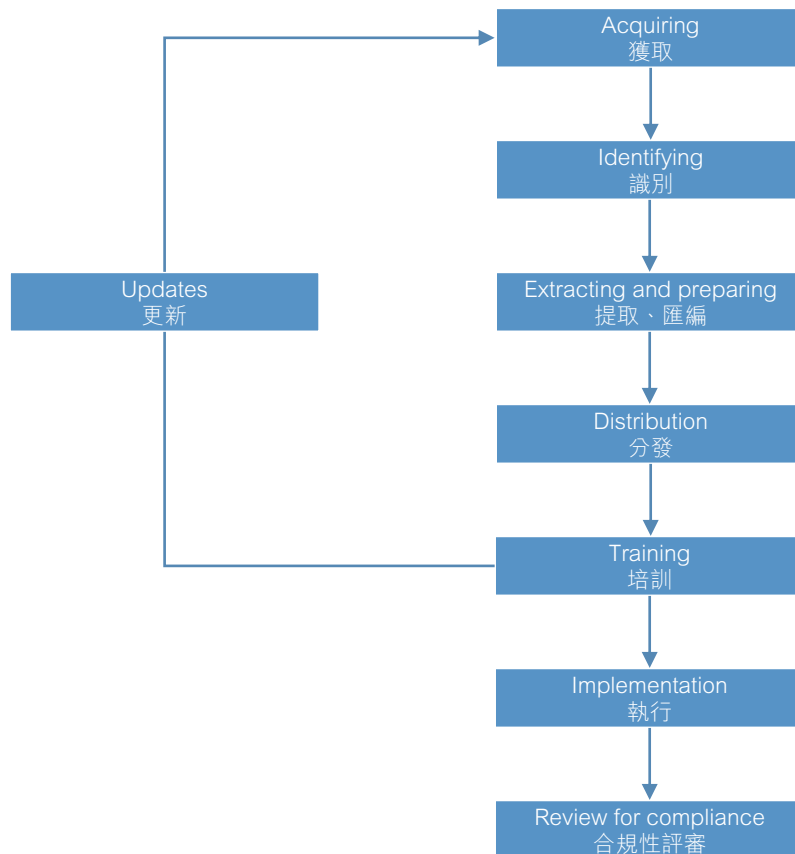 Acquiring
獲取
Identifying
識別
Updates
更新
Extracting and preparing
提取、匯編
Distribution
分發
Training
培訓
Implementation
執行
Review for compliance
合規性評審